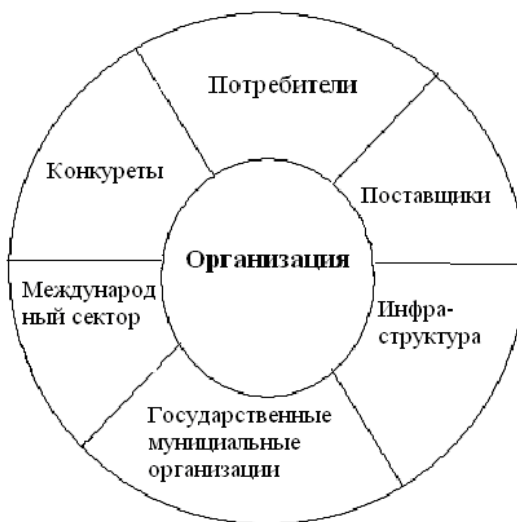 Потребители
Конкуреты
Поставщики
Организация
Международ
ный сектор
Инфра-
структура
Государственные
муниципальные
организации